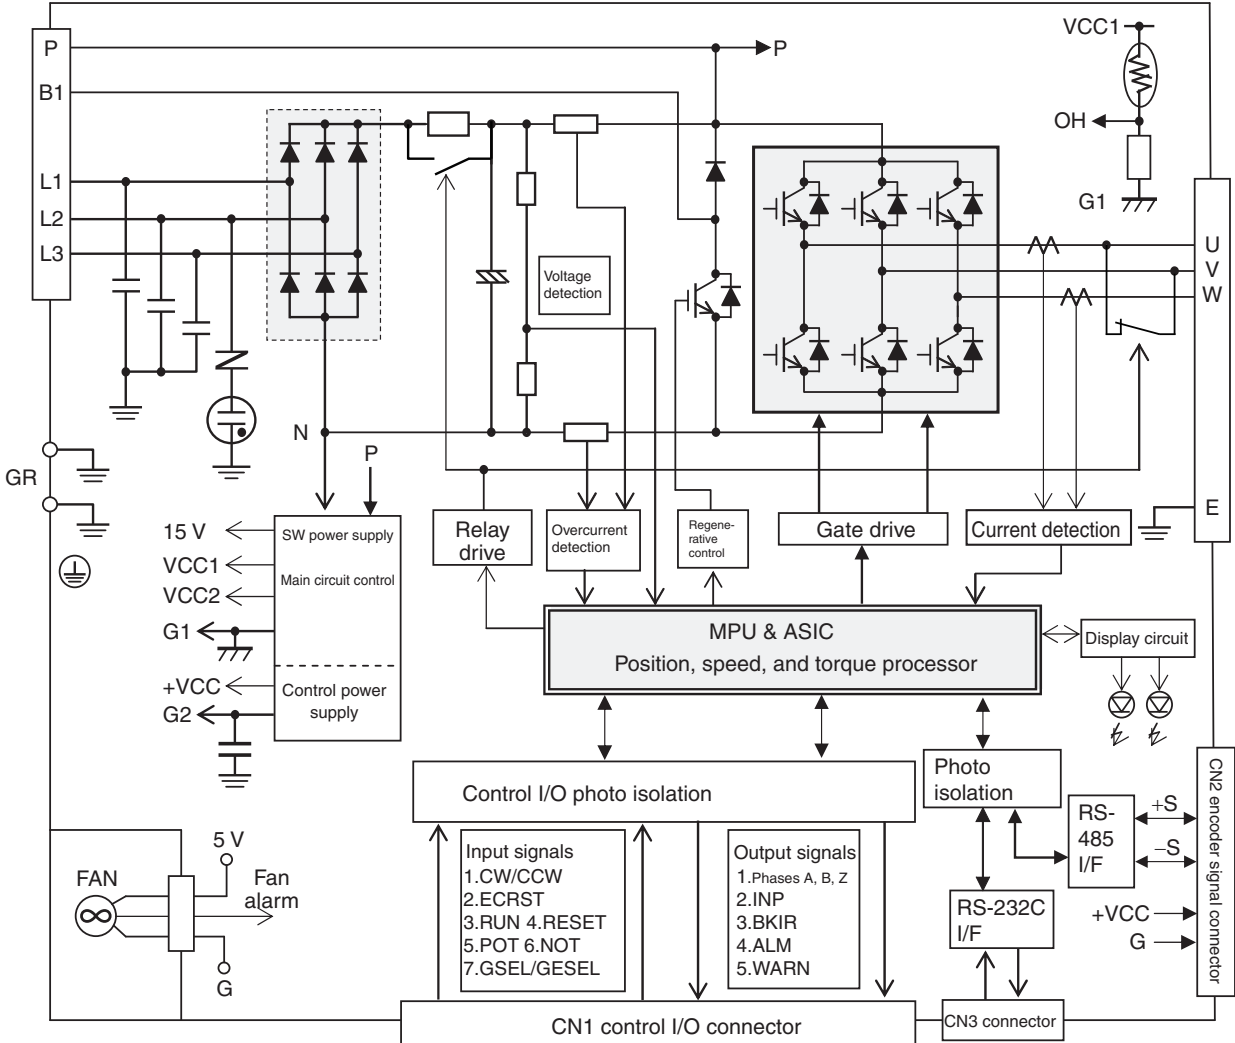 P
P
VCC1
B1
OH
L1
G1
L2
U
L3
V
Voltage
detection
W
N
P
GR
E
15 V
SW power supply
Relay
drive
Overcurrent
detection
Regene-
rative
control
Gate drive
Current detection
VCC1
Main circuit control
VCC2
G1
MPU & ASIC
Position, speed, and torque processor
Display circuit
+VCC
Control power
supply
G2
Control I/O photo isolation
Photo
isolation
CN2 encoder signal connector
RS-
485
I/F
+S
−S
5 V
FAN
Fan
alarm
G
Input signals
1.CW/CCW
2.ECRST
3.RUN 4.RESET
5.POT 6.NOT
7.GSEL/GESEL
Output signals
1.Phases A, B, Z
2.INP
3.BKIR
4.ALM
5.WARN
RS-232C
I/F
+VCC
G
CN1 control I/O connector
CN3 connector